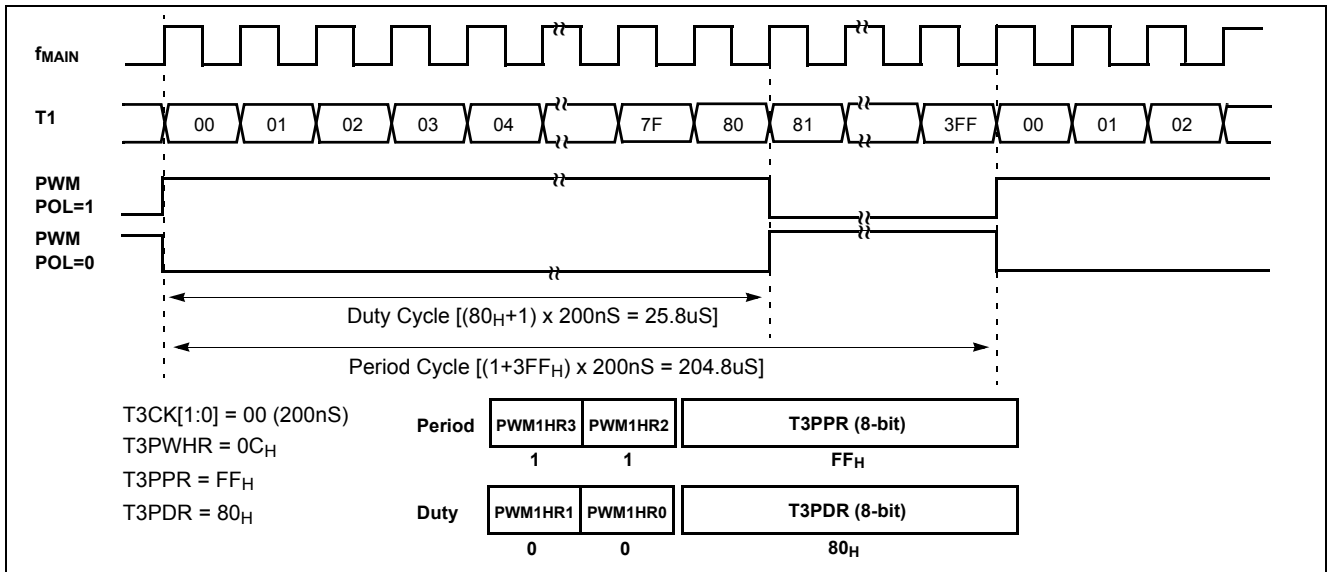 fMAIN
T1
00 01 02 03 04 7F 80 81 3FF 00 01 02
PWM
POL=1
PWM
POL=0
Duty Cycle [(80H+1) x 200nS = 25.8uS]
Period Cycle [(1+3FFH) x 200nS = 204.8uS]
T3CK[1:0] = 00 (200nS)
T3PWHR = 0CH
T3PPR = FFH
T3PDR = 80H
Period PWM1HR3 PWM1HR2 T3PPR (8-bit)
1 1 FFH
Duty PWM1HR1 PWM1HR0 T3PDR (8-bit)
0 0 80H